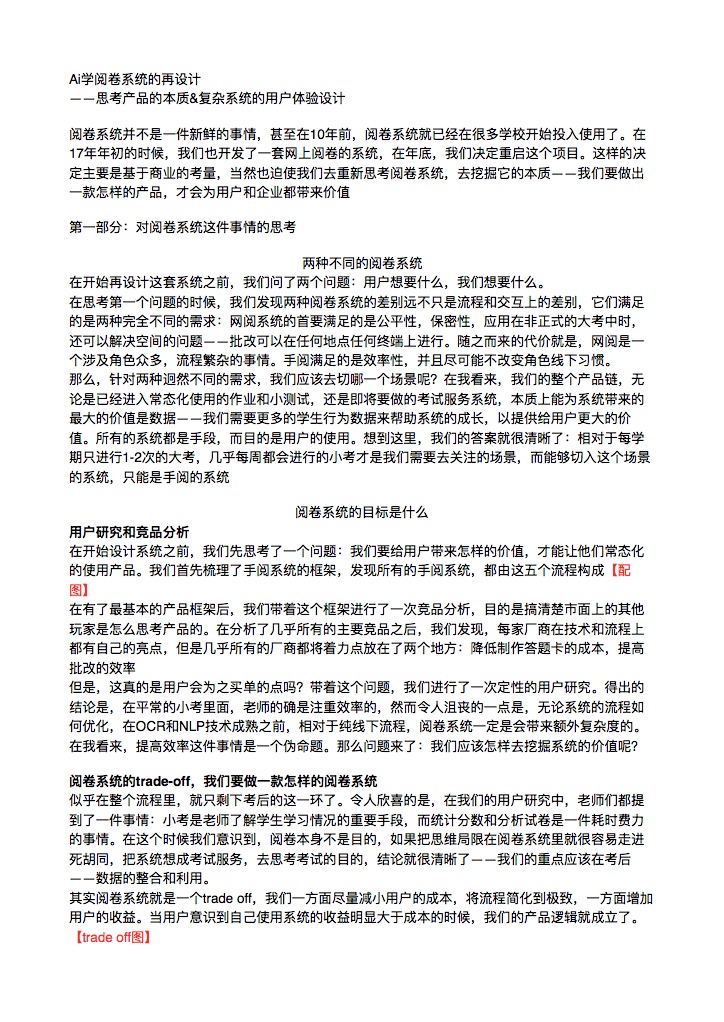 Ai学阅卷系统的再设计
——思考产品的本质&复杂系统的用户体验设计
阅卷系统并不是一件新鲜的事情，甚至在10年前，阅卷系统就已经在很多学校开始投入使用了。在
17年年初的时候，我们也开发了一套网上阅卷的系统，在年底，我们决定重启这个项目。这样的决
定主要是基于商业的考量，当然也迫使我们去重新思考阅卷系统，去挖掘它的本质——我们要做出
一款怎样的产品，才会为用户和企业都带来价值
第一部分：对阅卷系统这件事情的思考
两种不同的阅卷系统
在开始再设计这套系统之前，我们问了两个问题：用户想要什么，我们想要什么。
在思考第一个问题的时候，我们发现两种阅卷系统的差别远不只是流程和交互上的差别，它们满足
的是两种完全不同的需求：网阅系统的首要满足的是公平性，保密性，应用在非正式的大考中时，
还可以解决空间的问题——批改可以在任何地点任何终端上进行。随之而来的代价就是，网阅是一
个涉及角色众多，流程繁杂的事情。手阅满足的是效率性，并且尽可能不改变角色线下习惯。
那么，针对两种迥然不同的需求，我们应该去切哪一个场景呢？在我看来，我们的整个产品链，无
论是已经进入常态化使用的作业和小测试，还是即将要做的考试服务系统，本质上能为系统带来的
最大的价值是数据——我们需要更多的学生行为数据来帮助系统的成长，以提供给用户更大的价
值。所有的系统都是手段，而目的是用户的使用。想到这里，我们的答案就很清晰了：相对于每学
期只进行1-2次的大考，几乎每周都会进行的小考才是我们需要去关注的场景，而能够切入这个场景
的系统，只能是手阅的系统
阅卷系统的目标是什么
用户研究和竞品分析
在开始设计系统之前，我们先思考了一个问题：我们要给用户带来怎样的价值，才能让他们常态化
的使用产品。我们首先梳理了手阅系统的框架，发现所有的手阅系统，都由这五个流程构成【配
图】
在有了最基本的产品框架后，我们带着这个框架进行了一次竞品分析，目的是搞清楚市面上的其他
玩家是怎么思考产品的。在分析了几乎所有的主要竞品之后，我们发现，每家厂商在技术和流程上
都有自己的亮点，但是几乎所有的厂商都将着力点放在了两个地方：降低制作答题卡的成本，提高
批改的效率
但是，这真的是用户会为之买单的点吗？带着这个问题，我们进行了一次定性的用户研究。得出的
结论是，在平常的小考里面，老师的确是注重效率的，然而令人沮丧的一点是，无论系统的流程如
何优化，在OCR和NLP技术成熟之前，相对于纯线下流程，阅卷系统一定是会带来额外复杂度的。
在我看来，提高效率这件事情是一个伪命题。那么问题来了：我们应该怎样去挖掘系统的价值呢？
阅卷系统的trade-off，我们要做一款怎样的阅卷系统
似乎在整个流程里，就只剩下考后的这一环了。令人欣喜的是，在我们的用户研究中，老师们都提
到了一件事情：小考是老师了解学生学习情况的重要手段，而统计分数和分析试卷是一件耗时费力
的事情。在这个时候我们意识到，阅卷本身不是目的，如果把思维局限在阅卷系统里就很容易走进
死胡同，把系统想成考试服务，去思考考试的目的，结论就很清晰了——我们的重点应该在考后
——数据的整合和利用。
其实阅卷系统就是一个trade off，我们一方面尽量减小用户的成本，将流程简化到极致，一方面增加
用户的收益。当用户意识到自己使用系统的收益明显大于成本的时候，我们的产品逻辑就成立了。
【trade off图】